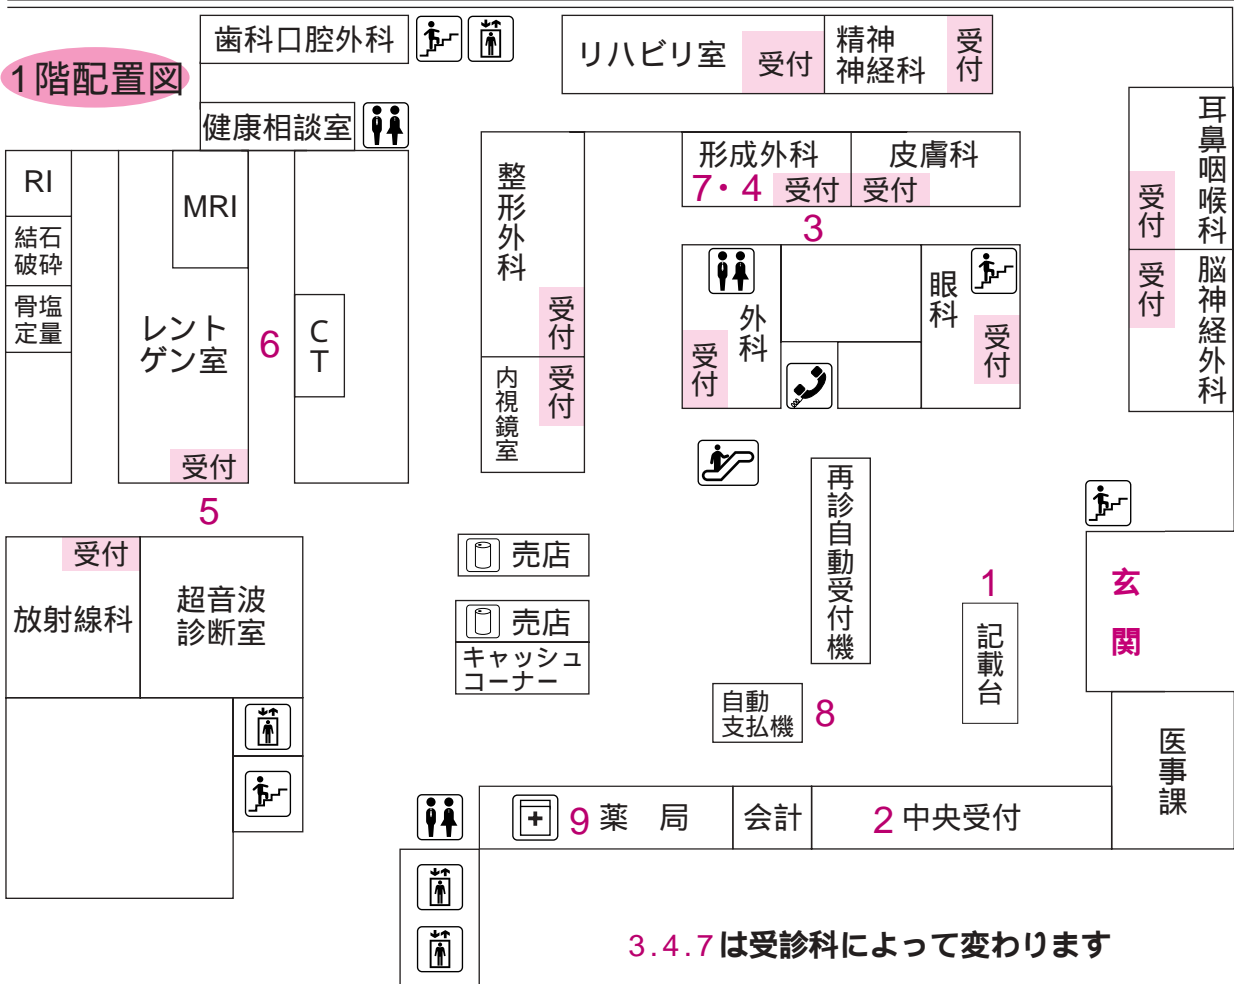 1階配置図
歯科口腔外科
リハビリ室
受付
精神
神経科
受付
健康相談室
RI
結石
破砕
骨塩
定量
MRI
レント
ゲン室
受付
6
CT
5
整形外科
受付
内視鏡室
受付
形成外科
7・4
受付
皮膚科
受付
3
外科
受付
眼科
受付
耳鼻咽喉科
受付
脳神経外科
受付
受付
放射線科
超音波
診断室
売店
売店
キャッシュ
コーナー
再診自動受付機
1
記載台
玄関
自動
支払機
8
医事課
9
薬 局
会計
2
中央受付
3.4.7は受診科によって変わります